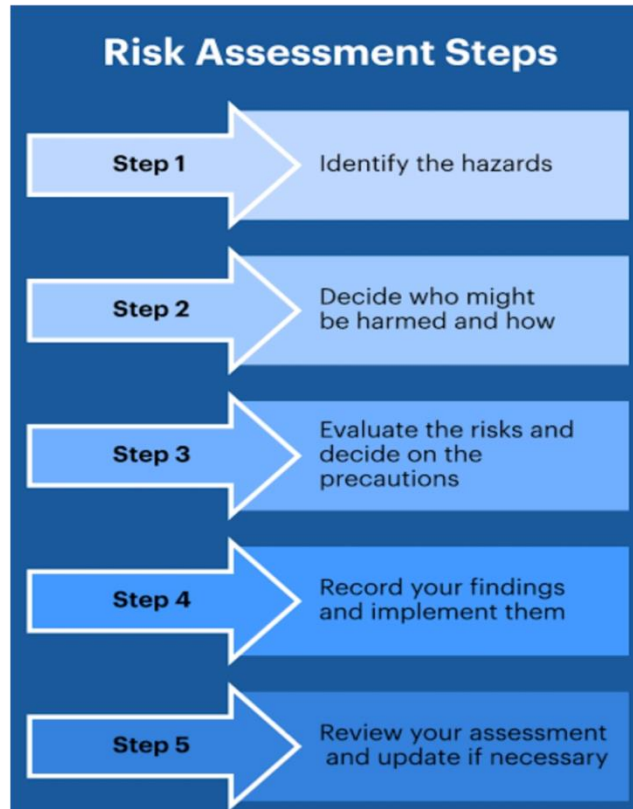 Risk Assessment Steps
Step 1
Identify the hazards
Step 2
Decide who might
be harmed and how
Step 3
Evaluate the risks and
decide on the
precautions
Step 4
Record your findings
and implement them
Step 5
Review your assessment
and update if necessary